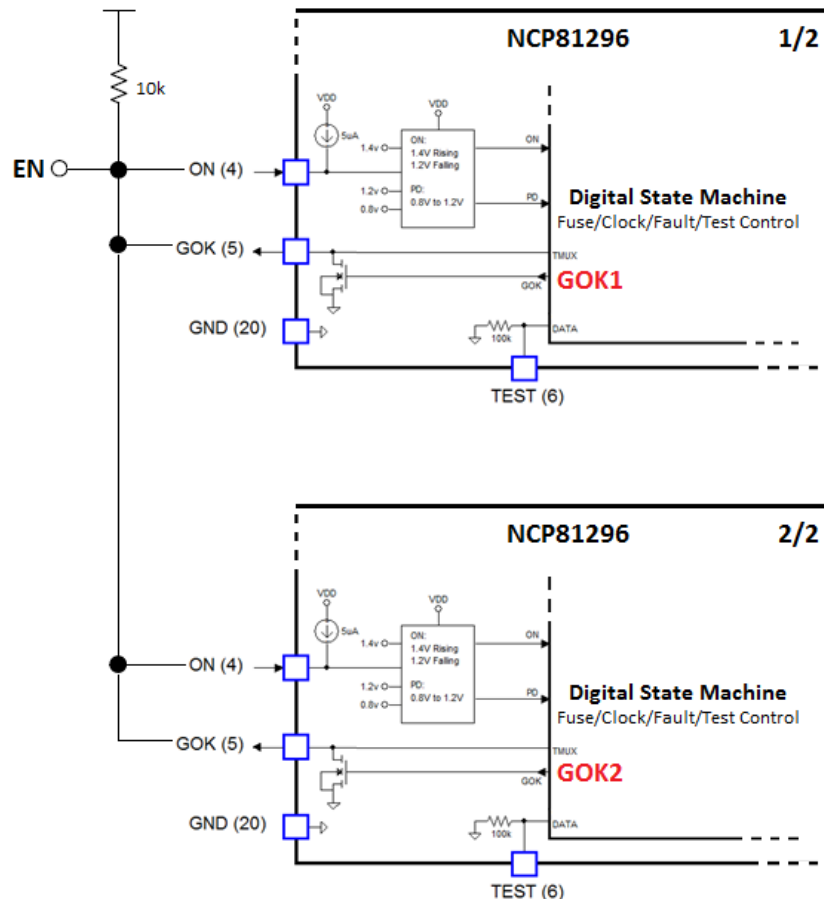 NCP81296 1/2
10k
VDD
VDD
5uA
ON:
1.4V Rising
1.2V Falling
PD:
0.8V to 1.2V
1.4v
1.2v
0.8v
ON
PD
EN
ON (4)
Digital State Machine
Fuse/Clock/Fault/Test Control
GOK (5)
TMUX
GOK
GOK1
GND (20)
100k
DATA
TEST (6)
NCP81296 2/2
VDD
VDD
5uA
ON:
1.4V Rising
1.2V Falling
PD:
0.8V to 1.2V
1.4v
1.2v
0.8v
ON
PD
ON (4)
Digital State Machine
Fuse/Clock/Fault/Test Control
GOK (5)
TMUX
GOK
GOK2
GND (20)
100k
DATA
TEST (6)